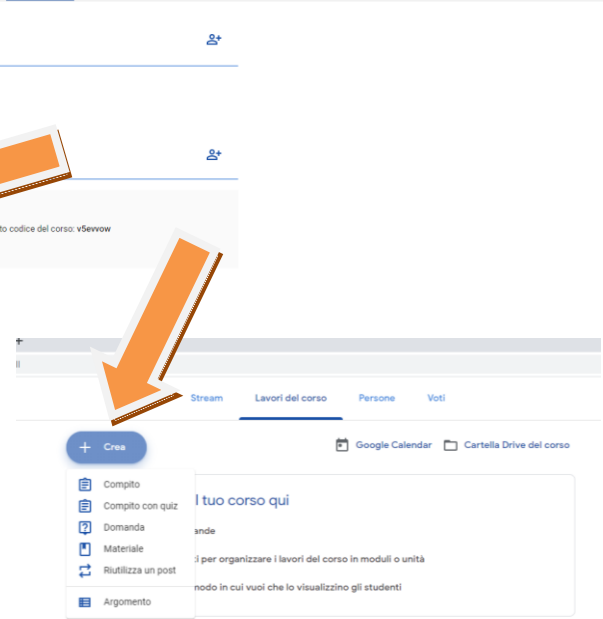 to codice del corso: v5evvow
Stream Lavori del corso Persone Voti
+ Crea
Google Calendar Cartella Drive del corso
Compito
Compito con quiz
Domanda
Materiale
Riutilizza un post
Argomento
l tuo corso qui
ande
i per organizzare i lavori del corso in moduli o unità
modo in cui vuoi che lo visualizzino gli studenti